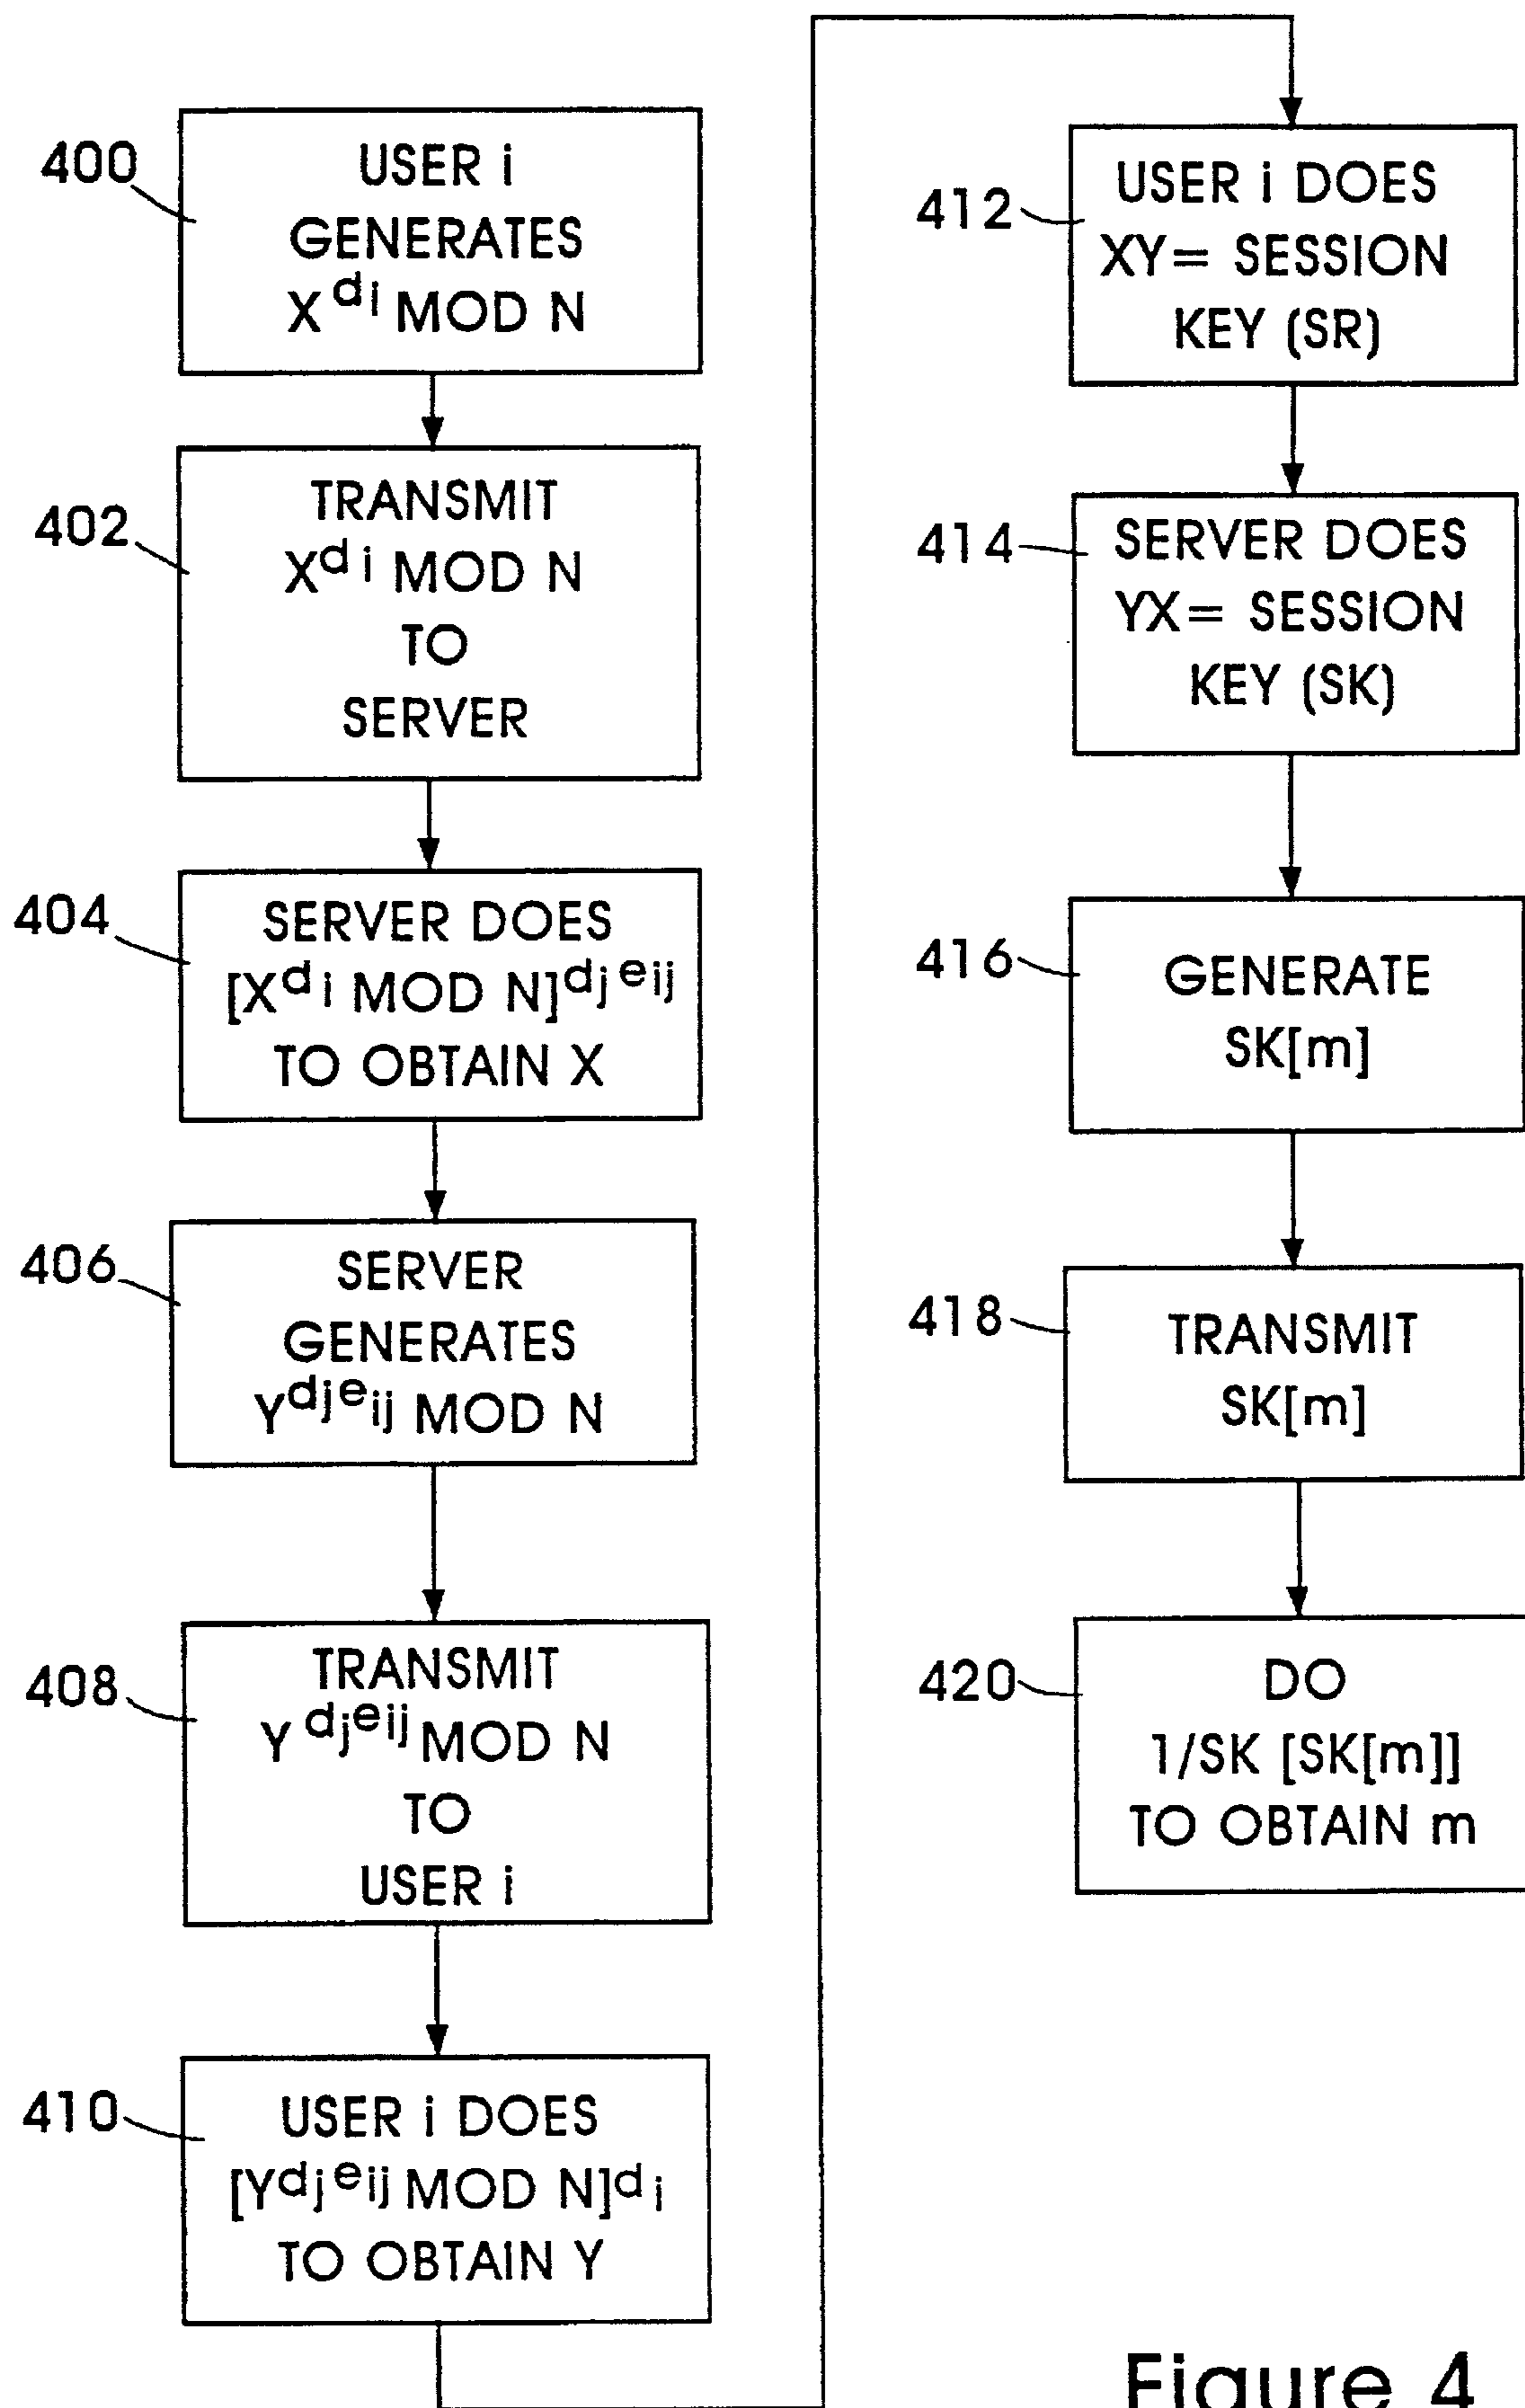 400
USER i
GENERATES
X^di MOD N
402
TRANSMIT
X^di MOD N
TO
SERVER
404
SERVER DOES
[X^di MOD N]^djeij
TO OBTAIN X
406
SERVER
GENERATES
Y^djeij MOD N
408
TRANSMIT
Y^djeij MOD N
TO
USER i
410
USER i DOES
[Y^djeij MOD N]^di
TO OBTAIN Y
412
USER i DOES
XY= SESSION
KEY (SR)
414
SERVER DOES
YX= SESSION
KEY (SK)
416
GENERATE
SK[m]
418
TRANSMIT
SK[m]
420
DO
1/SK [SK[m]]
TO OBTAIN m
Figure 4